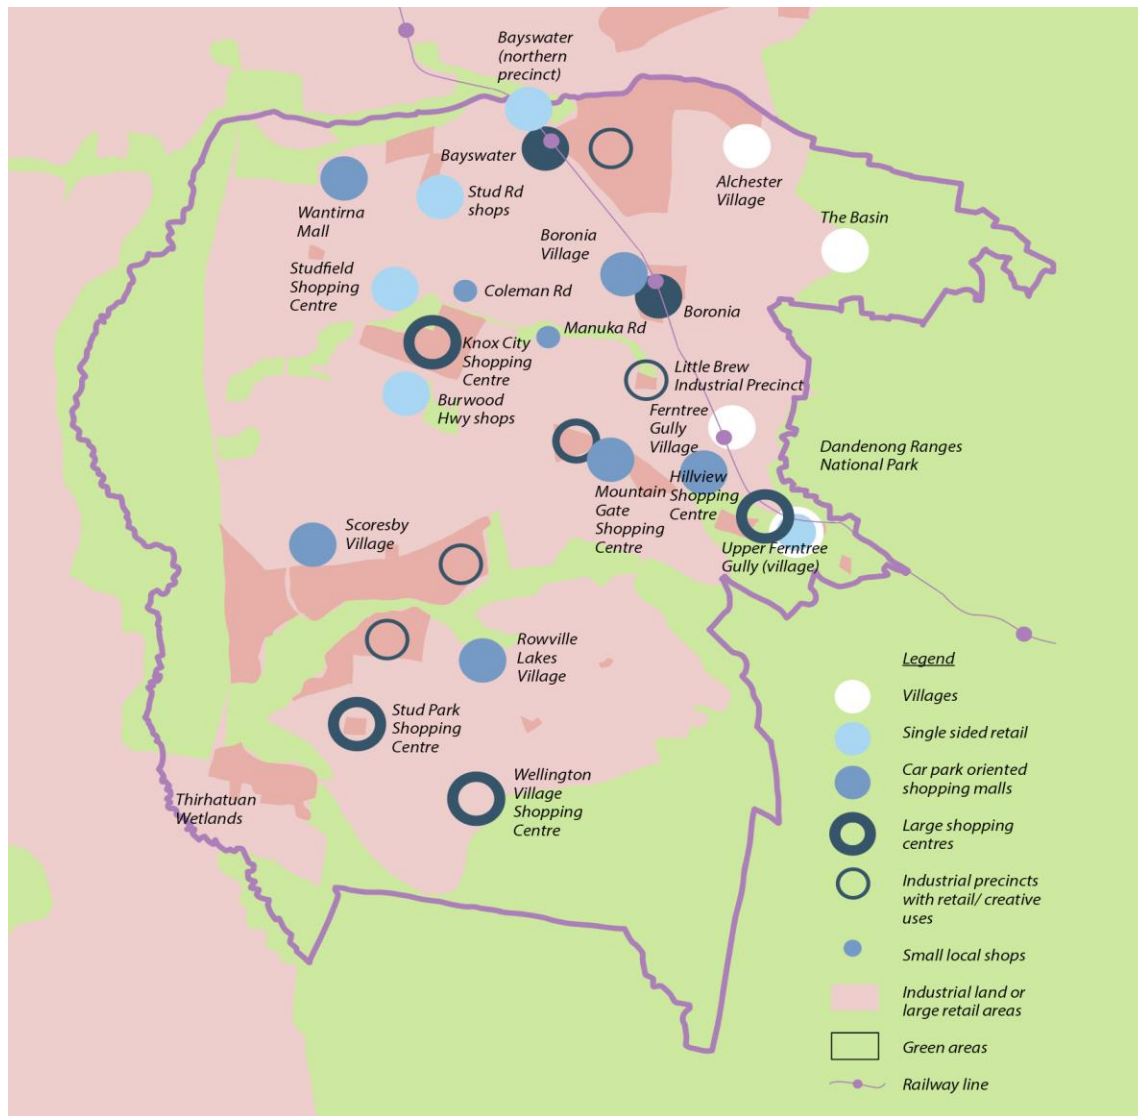 Bayswater
(northern
precinct)
Bayswater
Alchester
Village
Stud Rd
shops
Wantirna
Mall
The Basin
Boronia
Village
Studfield
Shopping
Centre
Coleman Rd
Boronia
Manuka Rd
Knox City
Shopping
Centre
Little Brew
Industrial Precinct
Burwood
Hwy shops
Ferntree
Gully
Village
Dandenong Ranges
National Park
Hillview
Shopping
Centre
Mountain
Gate
Shopping
Centre
Scoresby
Village
Upper Ferntree
Gully (village)
Rowville
Lakes
Village
Stud Park
Shopping
Centre
Wellington
Village
Shopping
Centre
Thirhatuan
Wetlands
Legend
Villages
Single sided retail
Car park oriented
shopping malls
Large shopping
centres
Industrial precincts
with retail/ creative
uses
Small local shops
Industrial land or
large retail areas
Green areas
Railway line